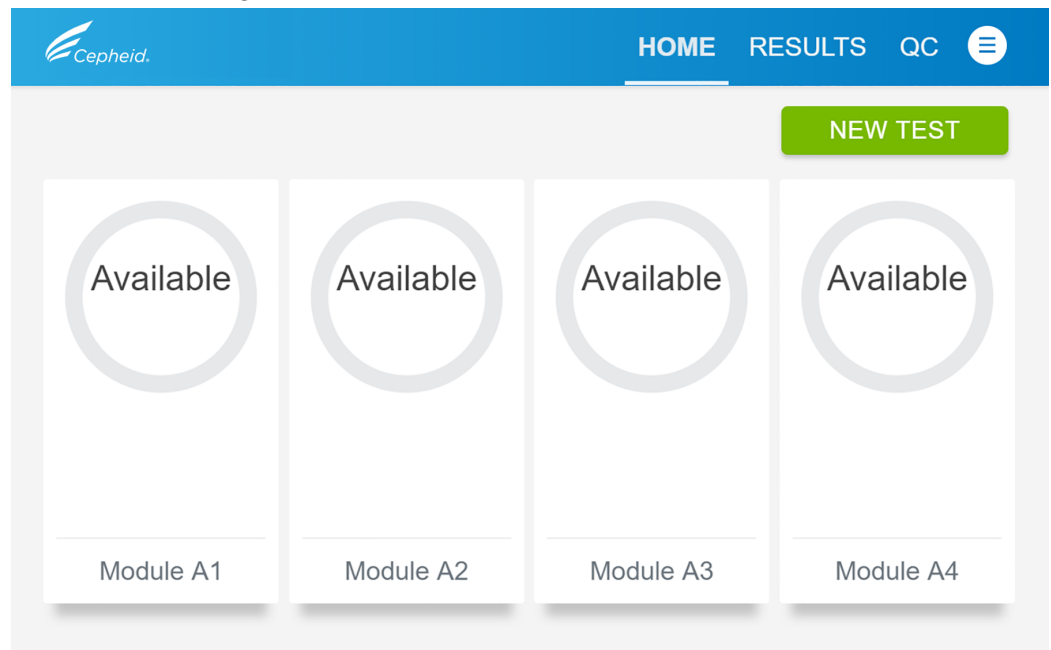 Cepheid.
HOME RESULTS QC
NEW TEST
Available Available Available Available
Module A1 Module A2 Module A3 Module A4